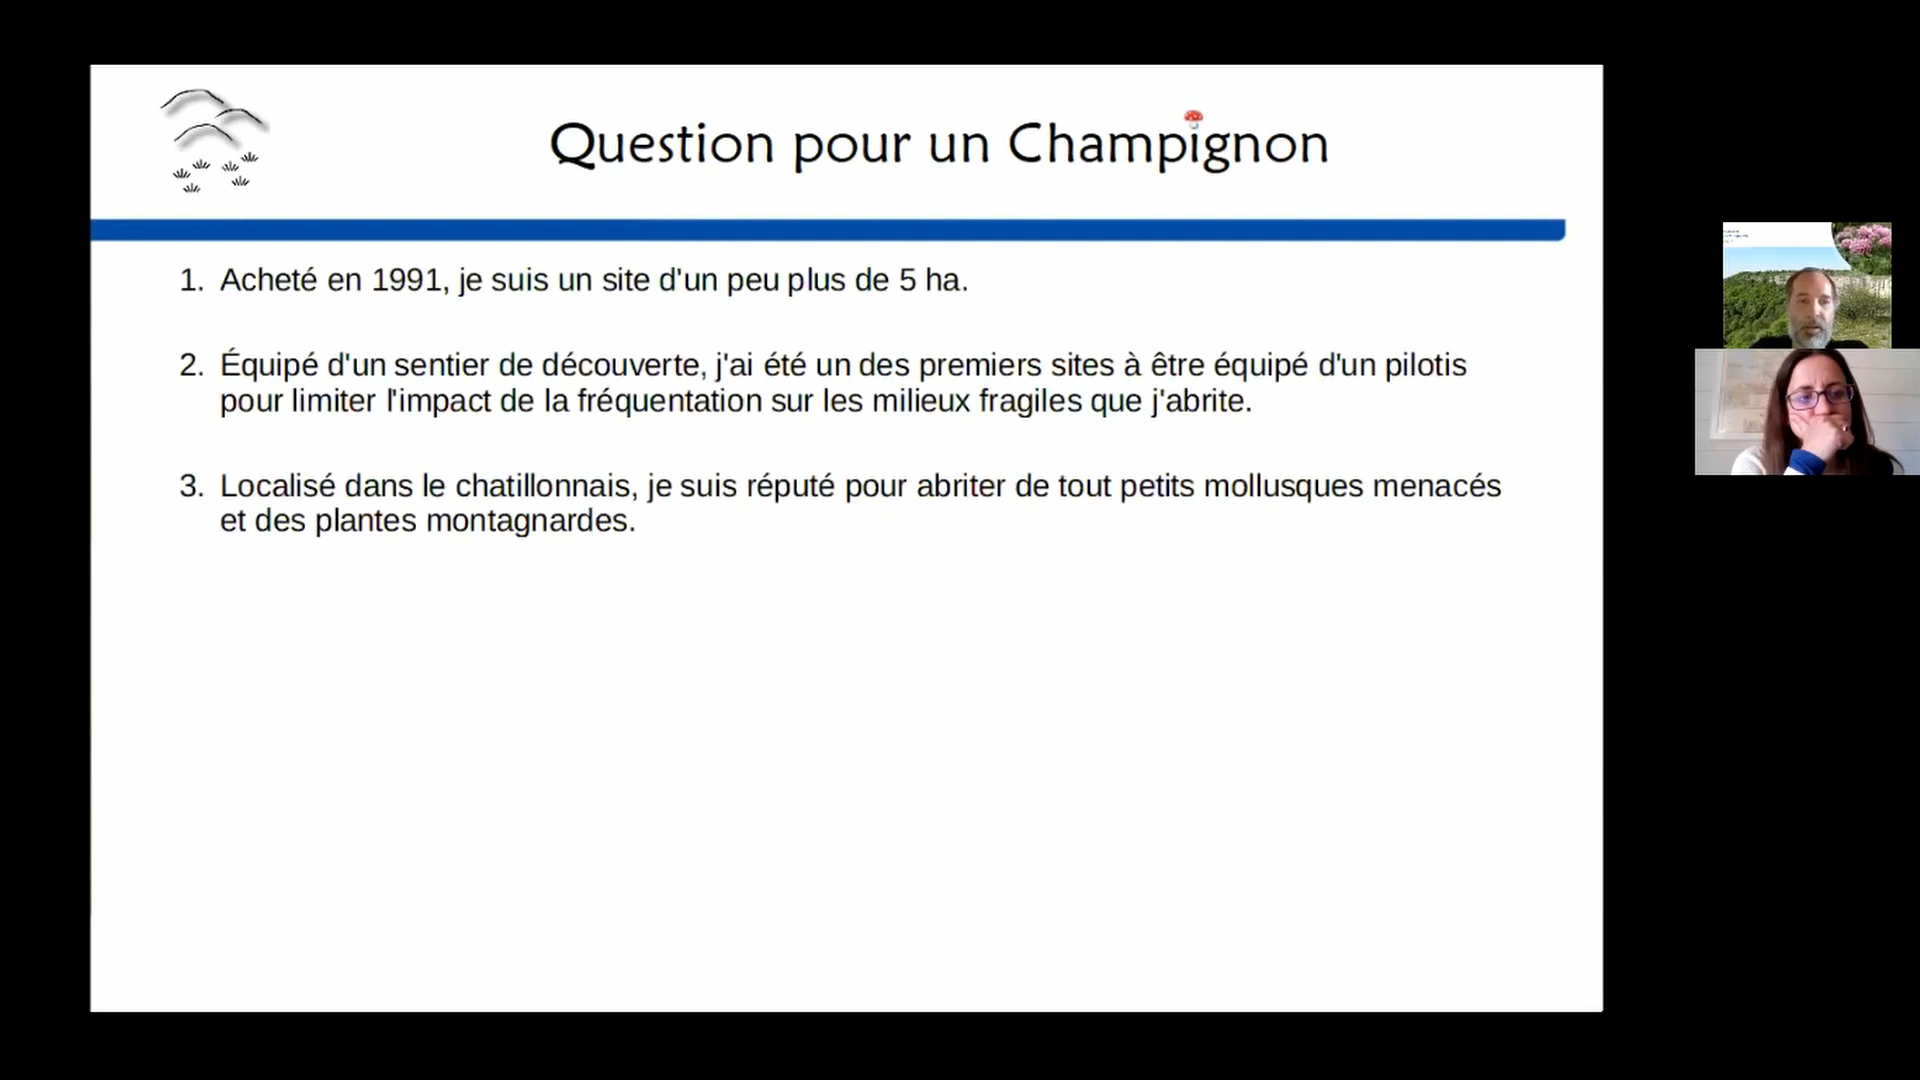 Question pour un Champignon
1. Acheté en 1991, je suis un site d'un peu plus de 5 ha.
2. Équipé d'un sentier de découverte, j'ai été un des premiers sites à être équipé d'un pilotis
pour limiter l'impact de la fréquentation sur les milieux fragiles que j'abrite.
3. Localisé dans le chatillonnais, je suis réputé pour abriter de tout petits mollusques menacés
et des plantes montagnardes.